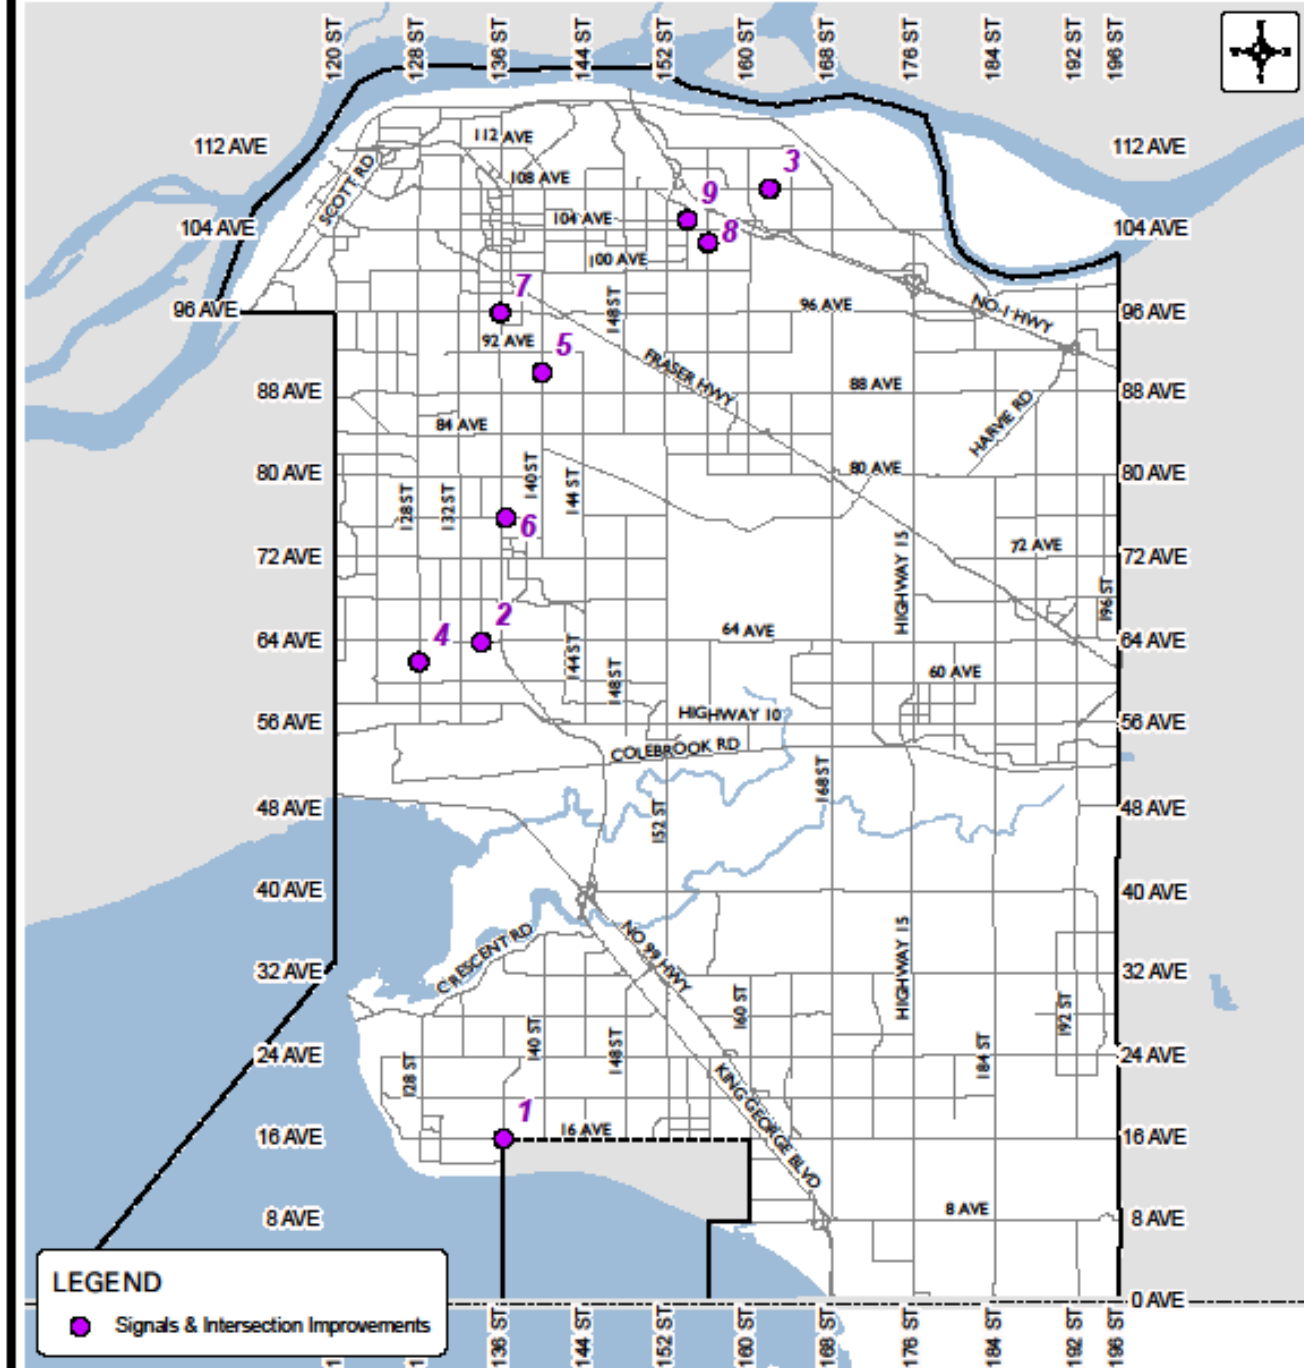 120 ST
128 ST
136 ST
144 ST
152 ST
160 ST
168 ST
176 ST
184 ST
192 ST
196 ST
112 AVE
112 AVE
112 AVE
3
SCOTT RD
108 AVE
9
104 AVE
104 AVE
104 AVE
8
100 AVE
7
96 AVE
148 ST
96 AVE
NO 1 HWY
96 AVE
92 AVE
5
FRASER HWY
88 AVE
88 AVE
88 AVE
HARVIE RD
84 AVE
80 AVE
80 AVE
80 AVE
140 ST
144 ST
128 ST
132 ST
6
HIGHWAY 15
72 AVE
72 AVE
72 AVE
196 ST
2
4
64 AVE
64 AVE
64 AVE
144 ST
148 ST
60 AVE
HIGHWAY 10
56 AVE
56 AVE
COLEBROOK RD
168 ST
48 AVE
152 ST
48 AVE
40 AVE
40 AVE
CRESCENT RD
NO 99 HWY
HIGHWAY 15
32 AVE
32 AVE
160 ST
192 ST
140 ST
148 ST
24 AVE
128 ST
184 ST
24 AVE
KING GEORGE BLVD
1
16 AVE
16 AVE
16 AVE
8 AVE
8 AVE
8 AVE
LEGEND
Signals & Intersection Improvements
0 AVE
136 ST
144 ST
152 ST
160 ST
168 ST
176 ST
184 ST
192 ST
196 ST